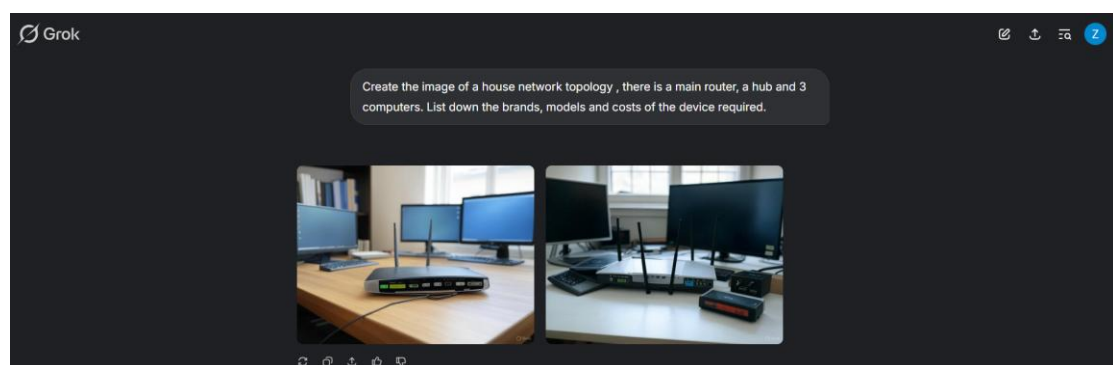 Grok
Z
Create the image of a house network topology , there is a main router, a hub and 3
computers. List down the brands, models and costs of the device required.